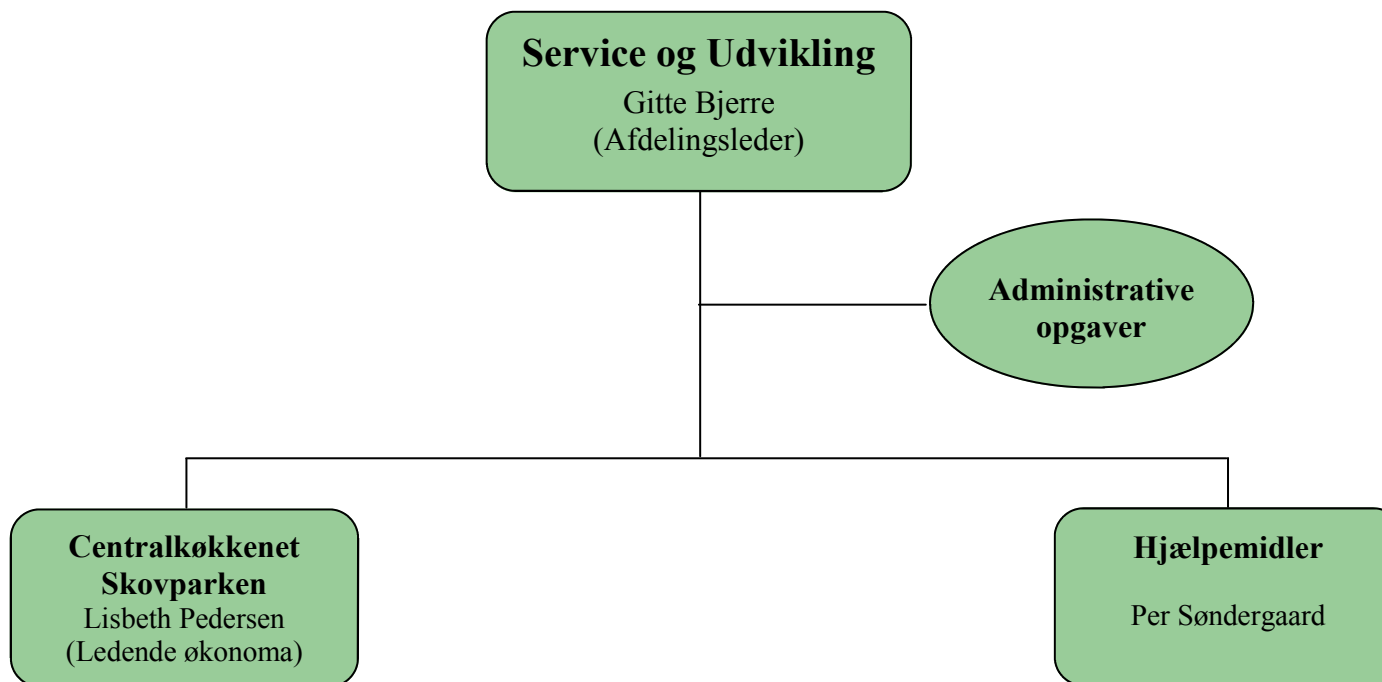 Service og Udvikling
Gitte Bjerre
(Afdelingsleder)
Administrative
opgaver
Centralkøkkenet
Skovparken
Lisbeth Pedersen
(Ledende økonoma)
Hjælpemidler
Per Søndergaard